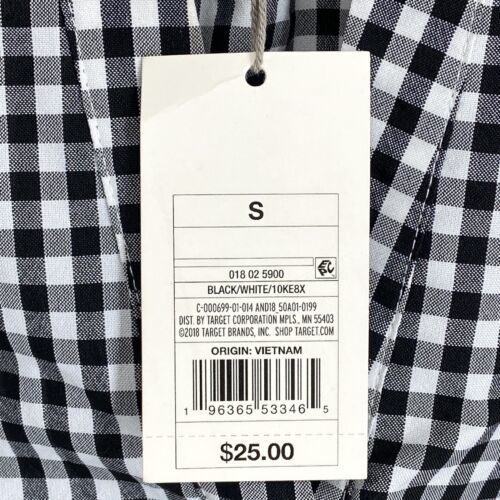 S
018 02 5900
BLACK/WHITE/10KE8X
C-000699-01-014 AND18_50A01-0199
DIST. BY TARGET CORPORATION MPLS., MN 55403
©2018 TARGET BRANDS, INC. SHOP TARGET.COM
ORIGIN: VIETNAM
1 96365 53346 5
$25.00